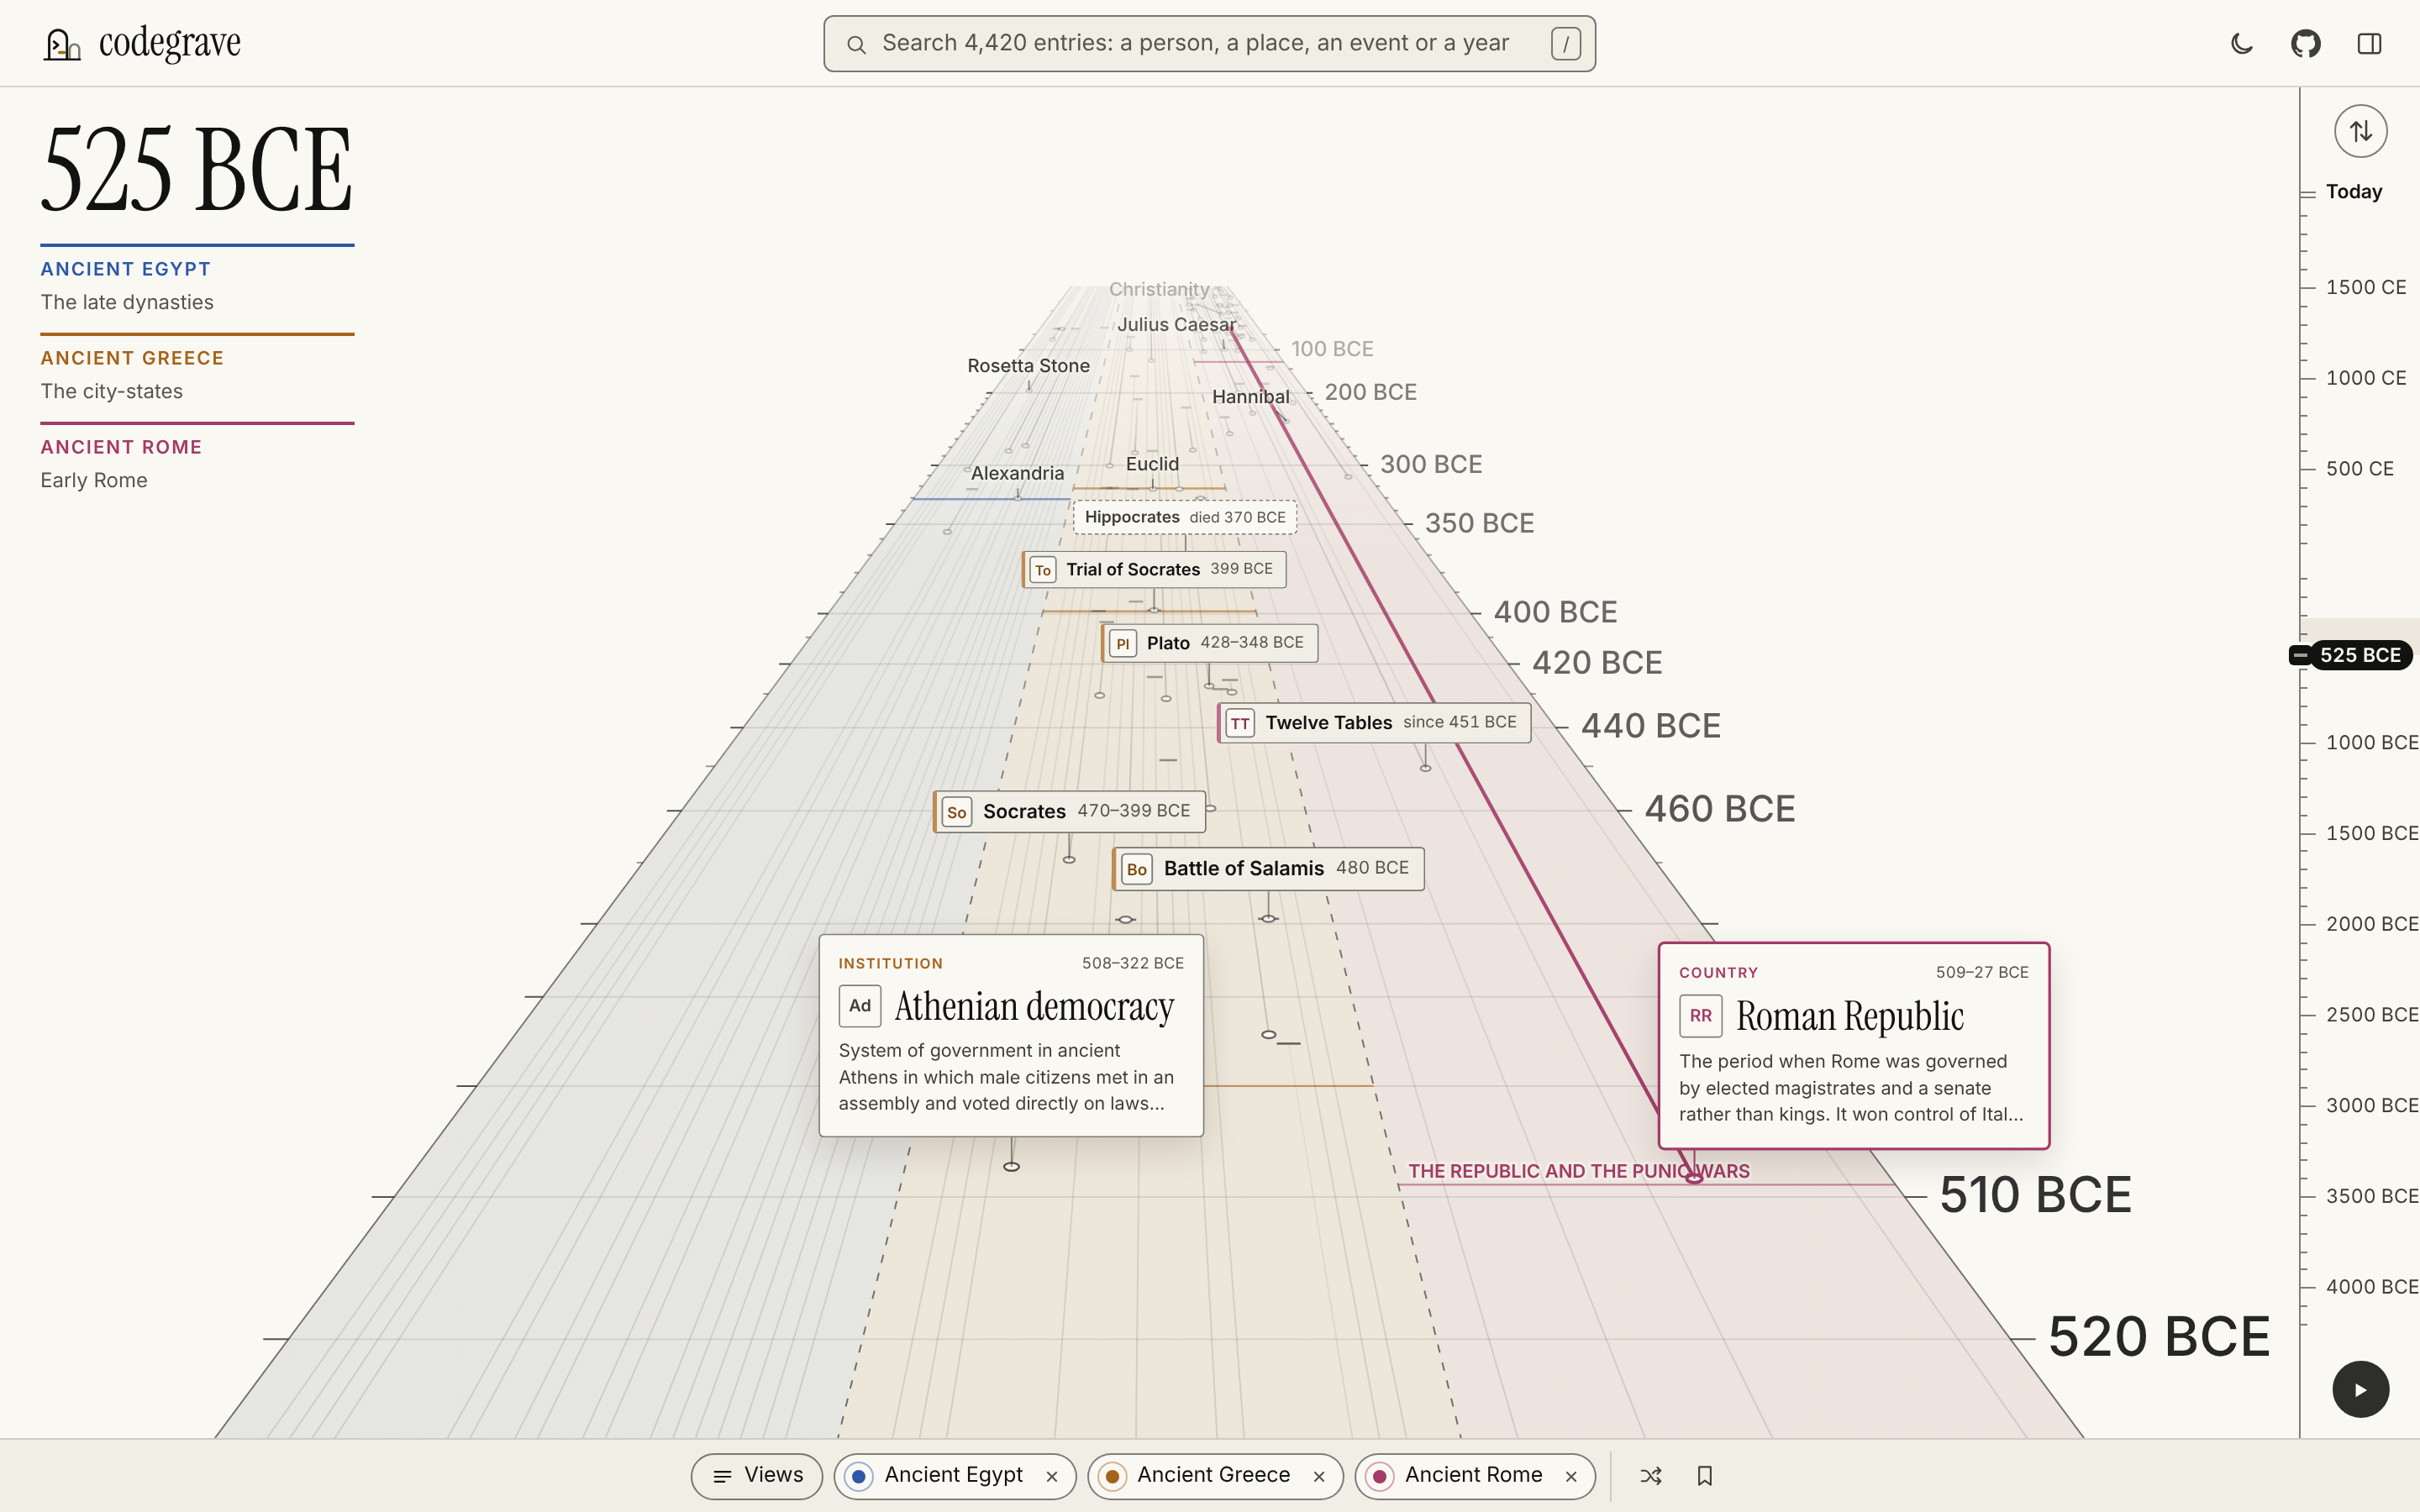 codegrave
Search 4,420 entries: a person, a place, an event or a year
/
525 BCE
ANCIENT EGYPT
The late dynasties
ANCIENT GREECE
The city-states
ANCIENT ROME
Early Rome
Christianity
Julius Caesar
100 BCE
Rosetta Stone
200 BCE
Hannibal
300 BCE
Euclid
Alexandria
Hippocrates died 370 BCE
350 BCE
To Trial of Socrates 399 BCE
400 BCE
Pl Plato 428–348 BCE
420 BCE
TT Twelve Tables since 451 BCE
440 BCE
So Socrates 470–399 BCE
460 BCE
Bo Battle of Salamis 480 BCE
INSTITUTION 508–322 BCE
Ad Athenian democracy
System of government in ancient
Athens in which male citizens met in an
assembly and voted directly on laws...
COUNTRY 509–27 BCE
RR Roman Republic
The period when Rome was governed
by elected magistrates and a senate
rather than kings. It won control of Ital...
THE REPUBLIC AND THE PUNIC WARS
510 BCE
520 BCE
Today
1500 CE
1000 CE
500 CE
525 BCE
1000 BCE
1500 BCE
2000 BCE
2500 BCE
3000 BCE
3500 BCE
4000 BCE
Views
Ancient Egypt ×
Ancient Greece ×
Ancient Rome ×